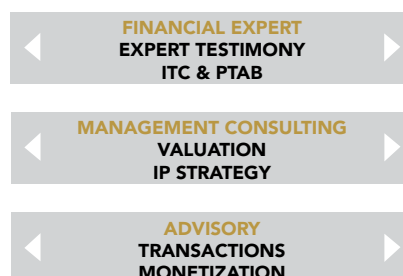 FINANCIAL EXPERT
EXPERT TESTIMONY
ITC & PTAB
MANAGEMENT CONSULTING
VALUATION
IP STRATEGY
ADVISORY
TRANSACTIONS
MONETIZATION